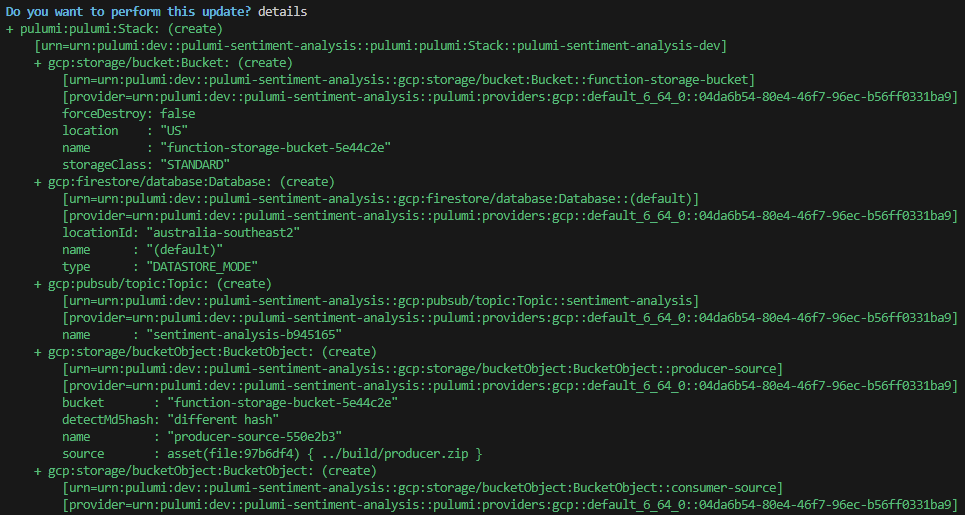 Do you want to perform this update? details
+ pulumi:pulumi:Stack: (create)
    [urn=urn:pulumi:dev::pulumi-sentiment-analysis::pulumi:pulumi:Stack::pulumi-sentiment-analysis-dev]
    + gcp:storage/bucket:Bucket: (create)
        [urn=urn:pulumi:dev::pulumi-sentiment-analysis::gcp:storage/bucket:Bucket::function-storage-bucket]
        [provider=urn:pulumi:dev::pulumi-sentiment-analysis::pulumi:providers:gcp::default_6_64_0::04da6b54-80e4-46f7-96ec-b56ff0331ba9]
        forceDestroy: false
        location    : "US"
        name        : "function-storage-bucket-5e44c2e"
        storageClass: "STANDARD"
    + gcp:firestore/database:Database: (create)
        [urn=urn:pulumi:dev::pulumi-sentiment-analysis::gcp:firestore/database:Database::(default)]
        [provider=urn:pulumi:dev::pulumi-sentiment-analysis::pulumi:providers:gcp::default_6_64_0::04da6b54-80e4-46f7-96ec-b56ff0331ba9]
        locationId: "australia-southeast2"
        name      : "(default)"
        type      : "DATASTORE_MODE"
    + gcp:pubsub/topic:Topic: (create)
        [urn=urn:pulumi:dev::pulumi-sentiment-analysis::gcp:pubsub/topic:Topic::sentiment-analysis]
        [provider=urn:pulumi:dev::pulumi-sentiment-analysis::pulumi:providers:gcp::default_6_64_0::04da6b54-80e4-46f7-96ec-b56ff0331ba9]
        name      : "sentiment-analysis-b945165"
    + gcp:storage/bucketObject:BucketObject: (create)
        [urn=urn:pulumi:dev::pulumi-sentiment-analysis::gcp:storage/bucketObject:BucketObject::producer-source]
        [provider=urn:pulumi:dev::pulumi-sentiment-analysis::pulumi:providers:gcp::default_6_64_0::04da6b54-80e4-46f7-96ec-b56ff0331ba9]
        bucket       : "function-storage-bucket-5e44c2e"
        detectMd5hash: "different hash"
        name         : "producer-source-550e2b3"
        source       : asset(file:97b6df4) { ../build/producer.zip }
    + gcp:storage/bucketObject:BucketObject: (create)
        [urn=urn:pulumi:dev::pulumi-sentiment-analysis::gcp:storage/bucketObject:BucketObject::consumer-source]
        [provider=urn:pulumi:dev::pulumi-sentiment-analysis::pulumi:providers:gcp::default_6_64_0::04da6b54-80e4-46f7-96ec-b56ff0331ba9]